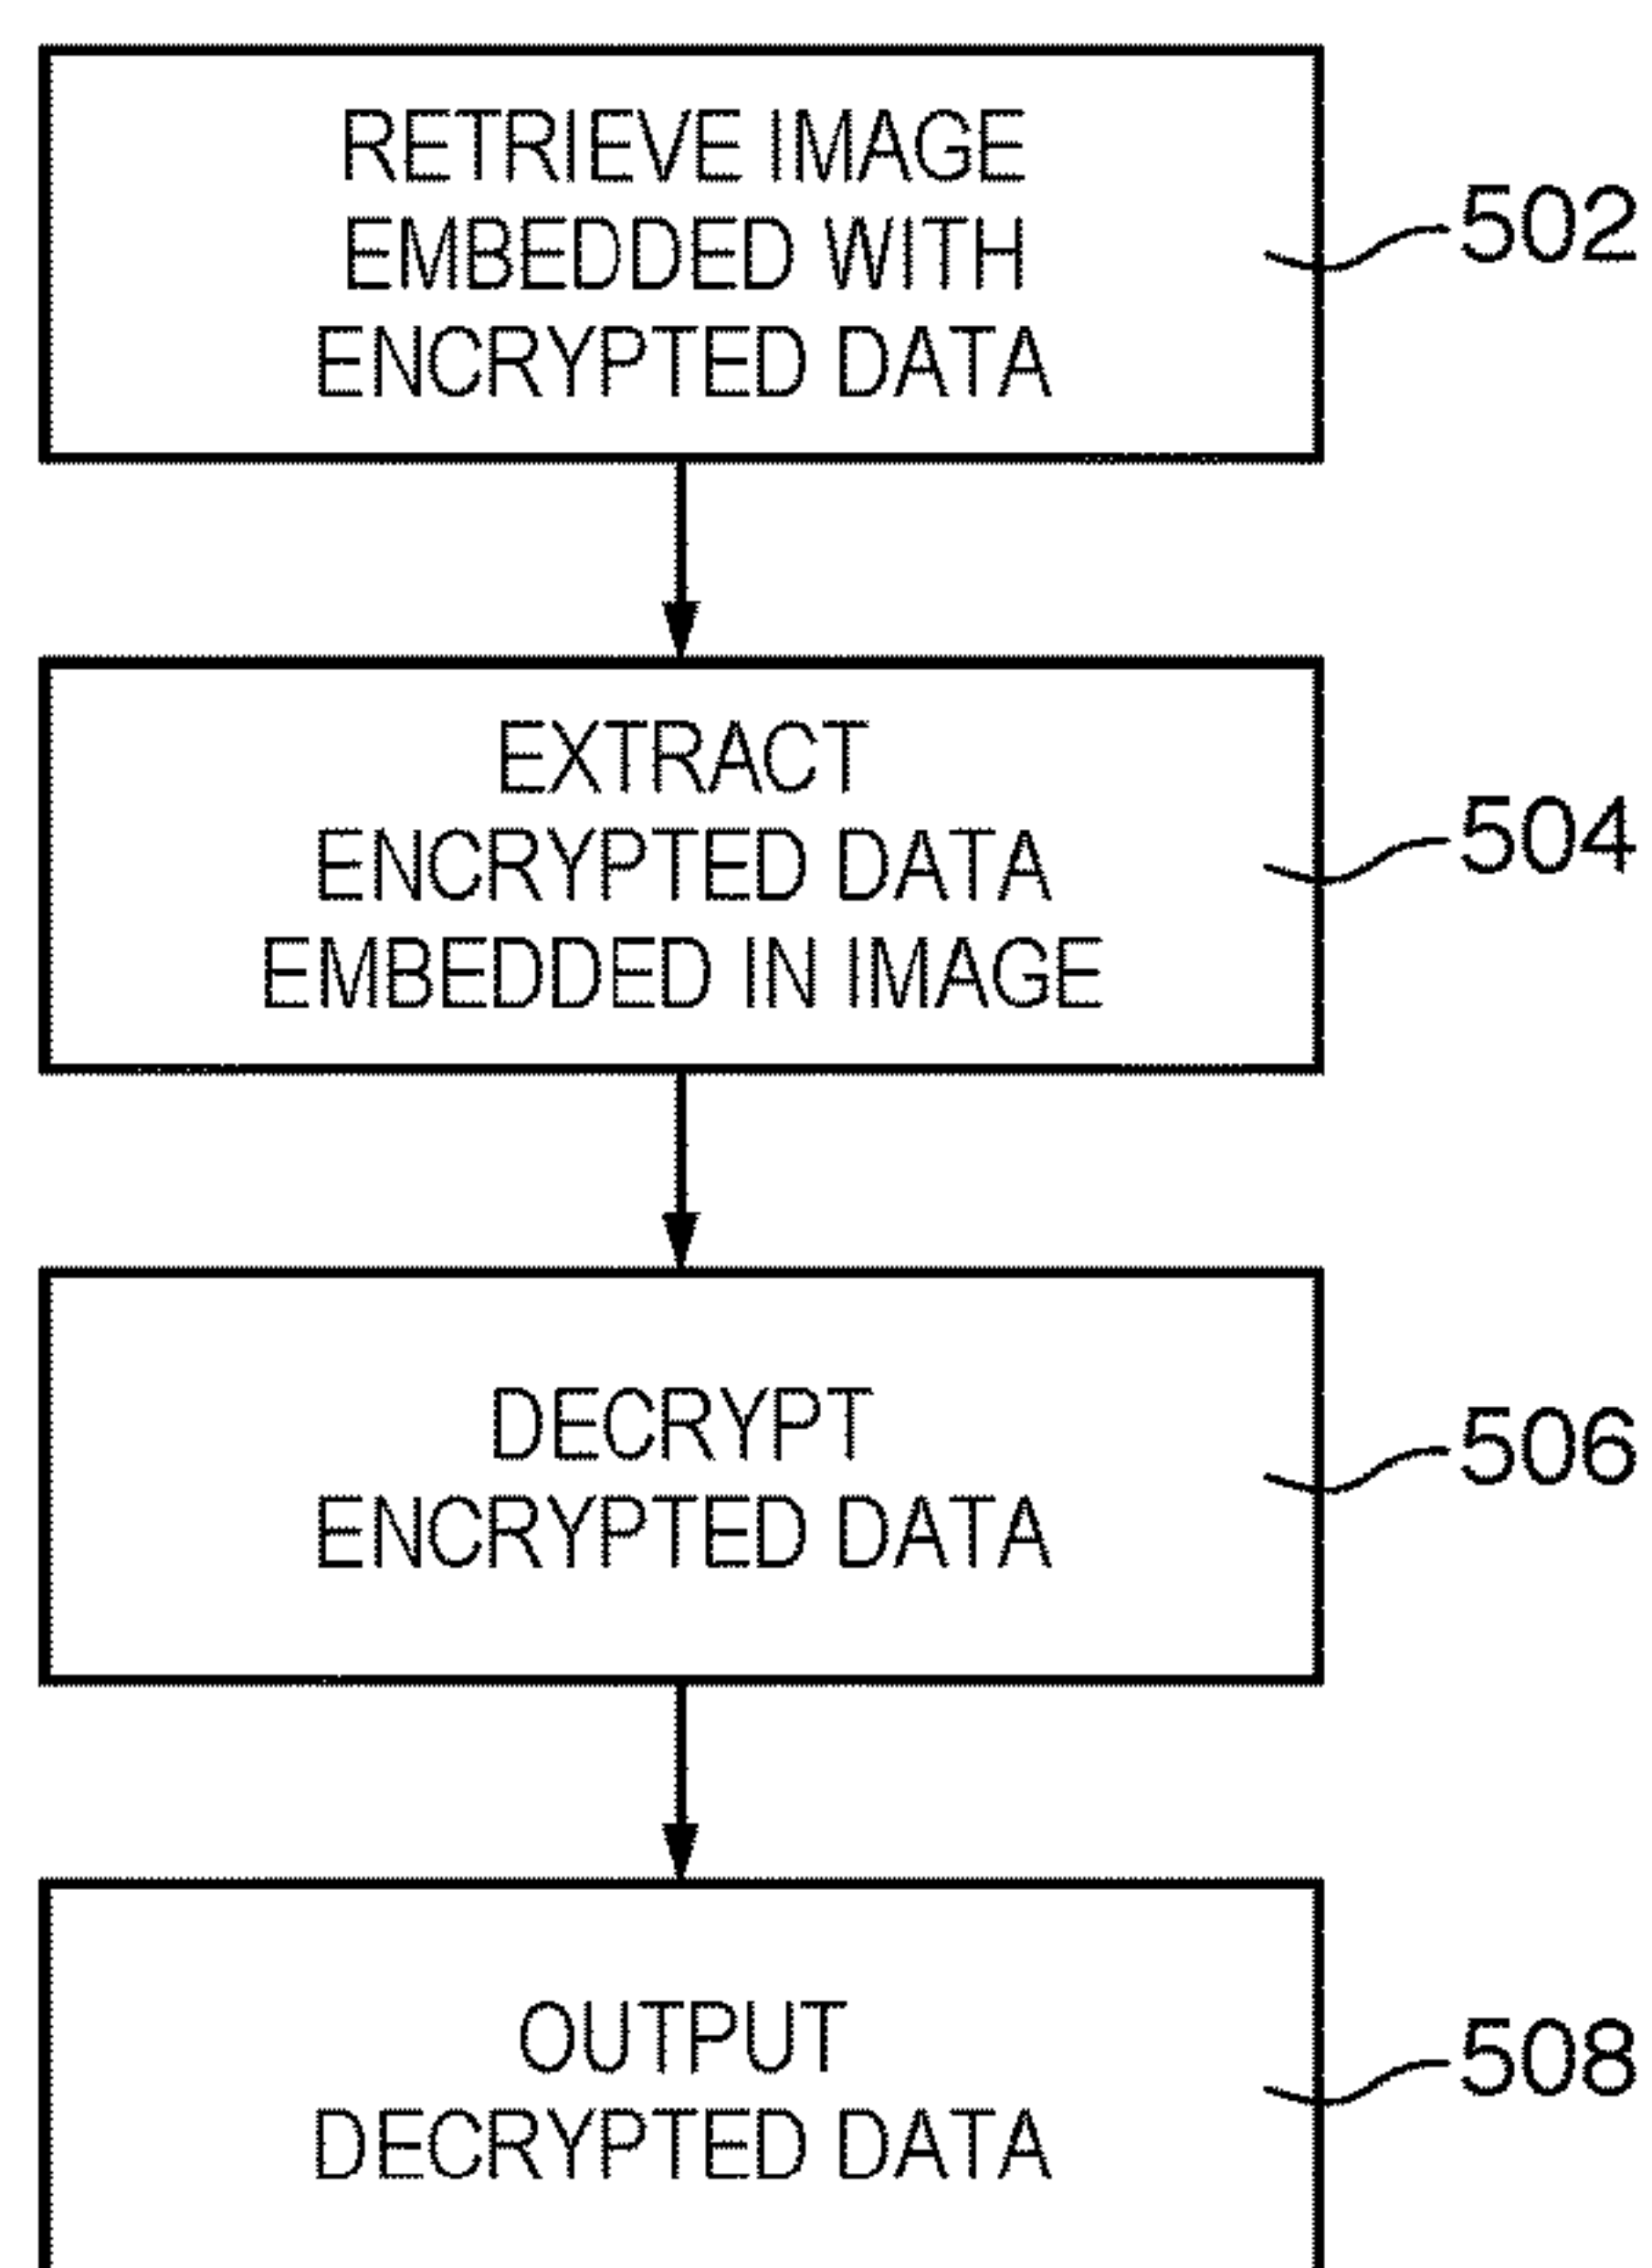 RETRIEVE IMAGE
EMBEDDED WITH
ENCRYPTED DATA
502
EXTRACT
ENCRYPTED DATA
EMBEDDED IN IMAGE
504
DECRYPT
ENCRYPTED DATA
506
OUTPUT
DECRYPTED DATA
508